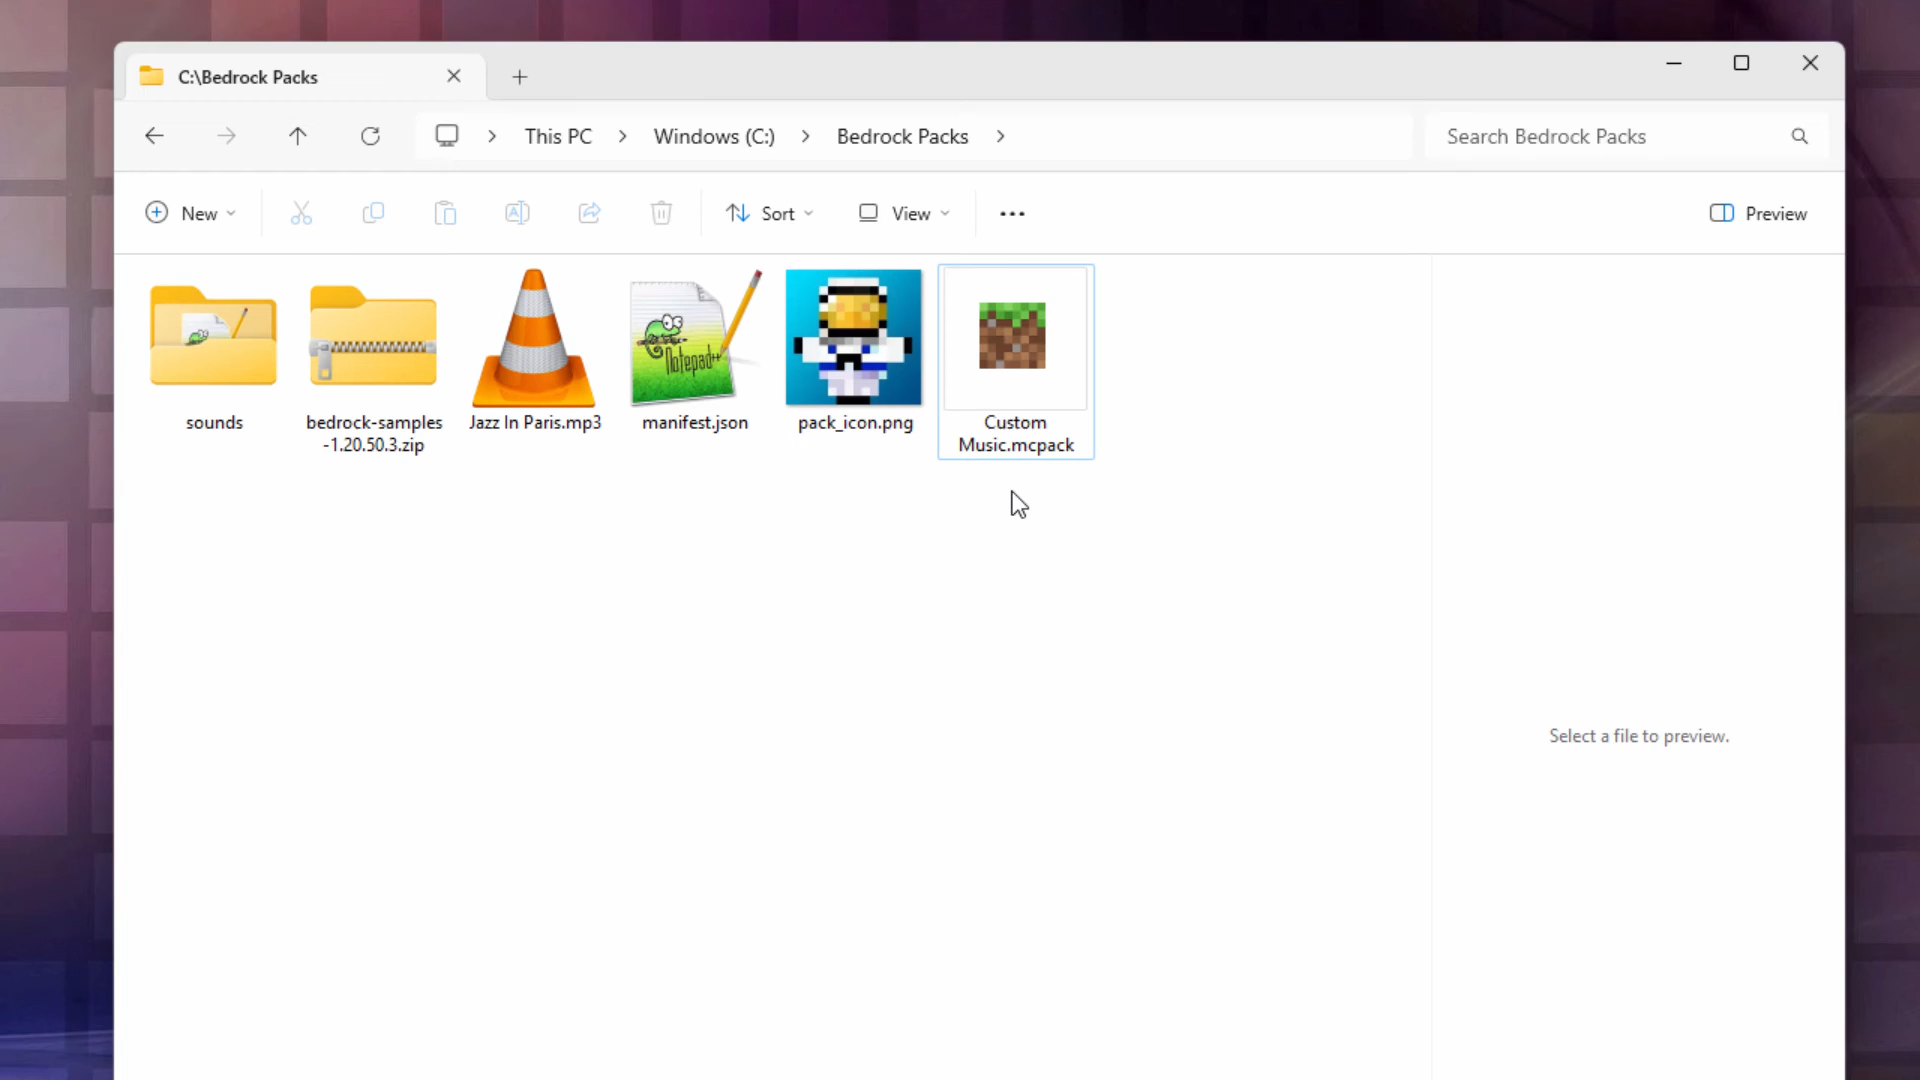 C:\Bedrock Packs
This PC
Windows (C:)
Bedrock Packs
Search Bedrock Packs
New
Sort
View
Preview
Notepad++
sounds
bedrock-samples
-1.20.50.3.zip
Jazz In Paris.mp3
manifest.json
pack_icon.png
Custom
Music.mcpack
Select a file to preview.